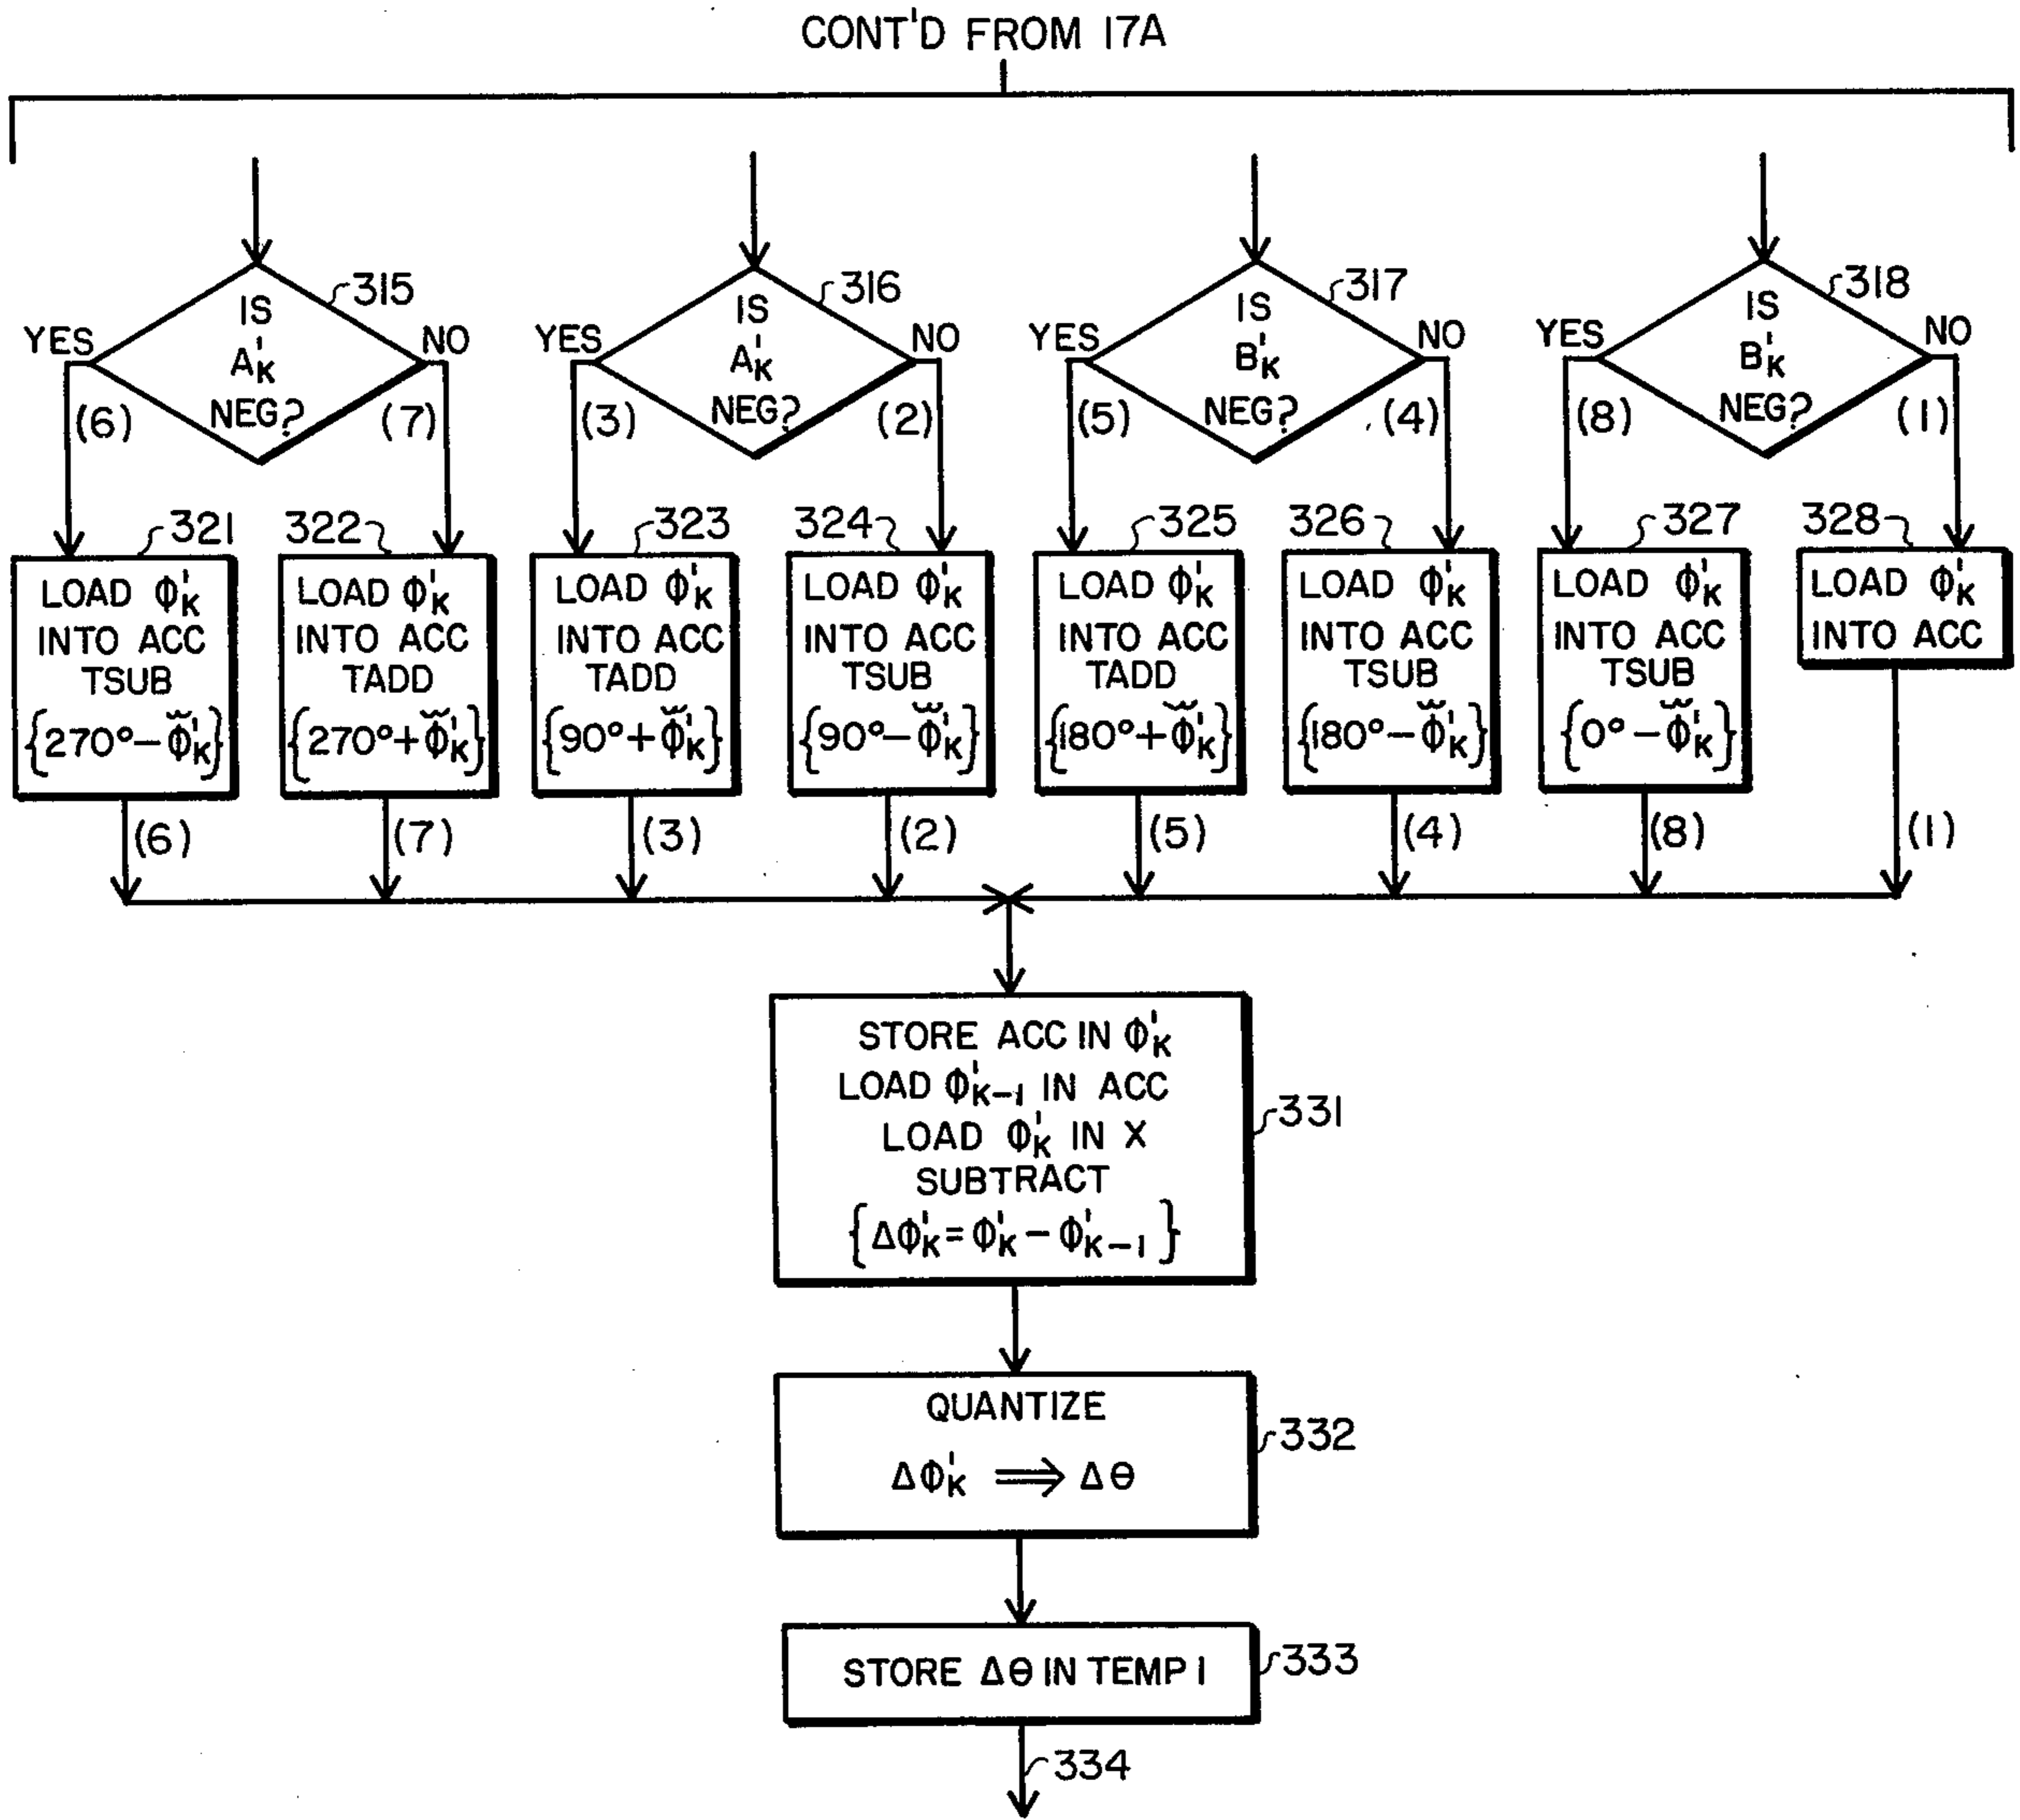 CONT'D FROM 17A
315
IS
A'K
NEG?
YES
NO
(6)
(7)
316
IS
A'K
NEG?
YES
NO
(3)
(2)
317
IS
B'K
NEG?
YES
NO
(5)
(4)
318
IS
B'K
NEG?
YES
NO
(8)
(1)
321
LOAD Φ'K
INTO ACC
TSUB
{270°-Φ̆'K}
(6)
322
LOAD Φ'K
INTO ACC
TADD
{270°+Φ̆'K}
(7)
323
LOAD Φ'K
INTO ACC
TADD
{90°+Φ̆'K}
(3)
324
LOAD Φ'K
INTO ACC
TSUB
{90°-Φ̆'K}
(2)
325
LOAD Φ'K
INTO ACC
TADD
{180°+Φ̆'K}
(5)
326
LOAD Φ'K
INTO ACC
TSUB
{180°-Φ̆'K}
(4)
327
LOAD Φ'K
INTO ACC
TSUB
{0°-Φ̆'K}
(8)
328
LOAD Φ'K
INTO ACC
(1)
STORE ACC IN Φ'K
LOAD Φ'K-1 IN ACC
LOAD Φ'K IN X
SUBTRACT
{ΔΦ'K=Φ'K-Φ'K-1}
331
QUANTIZE
ΔΦ'K ⟹ Δθ
332
STORE Δθ IN TEMP 1
333
334